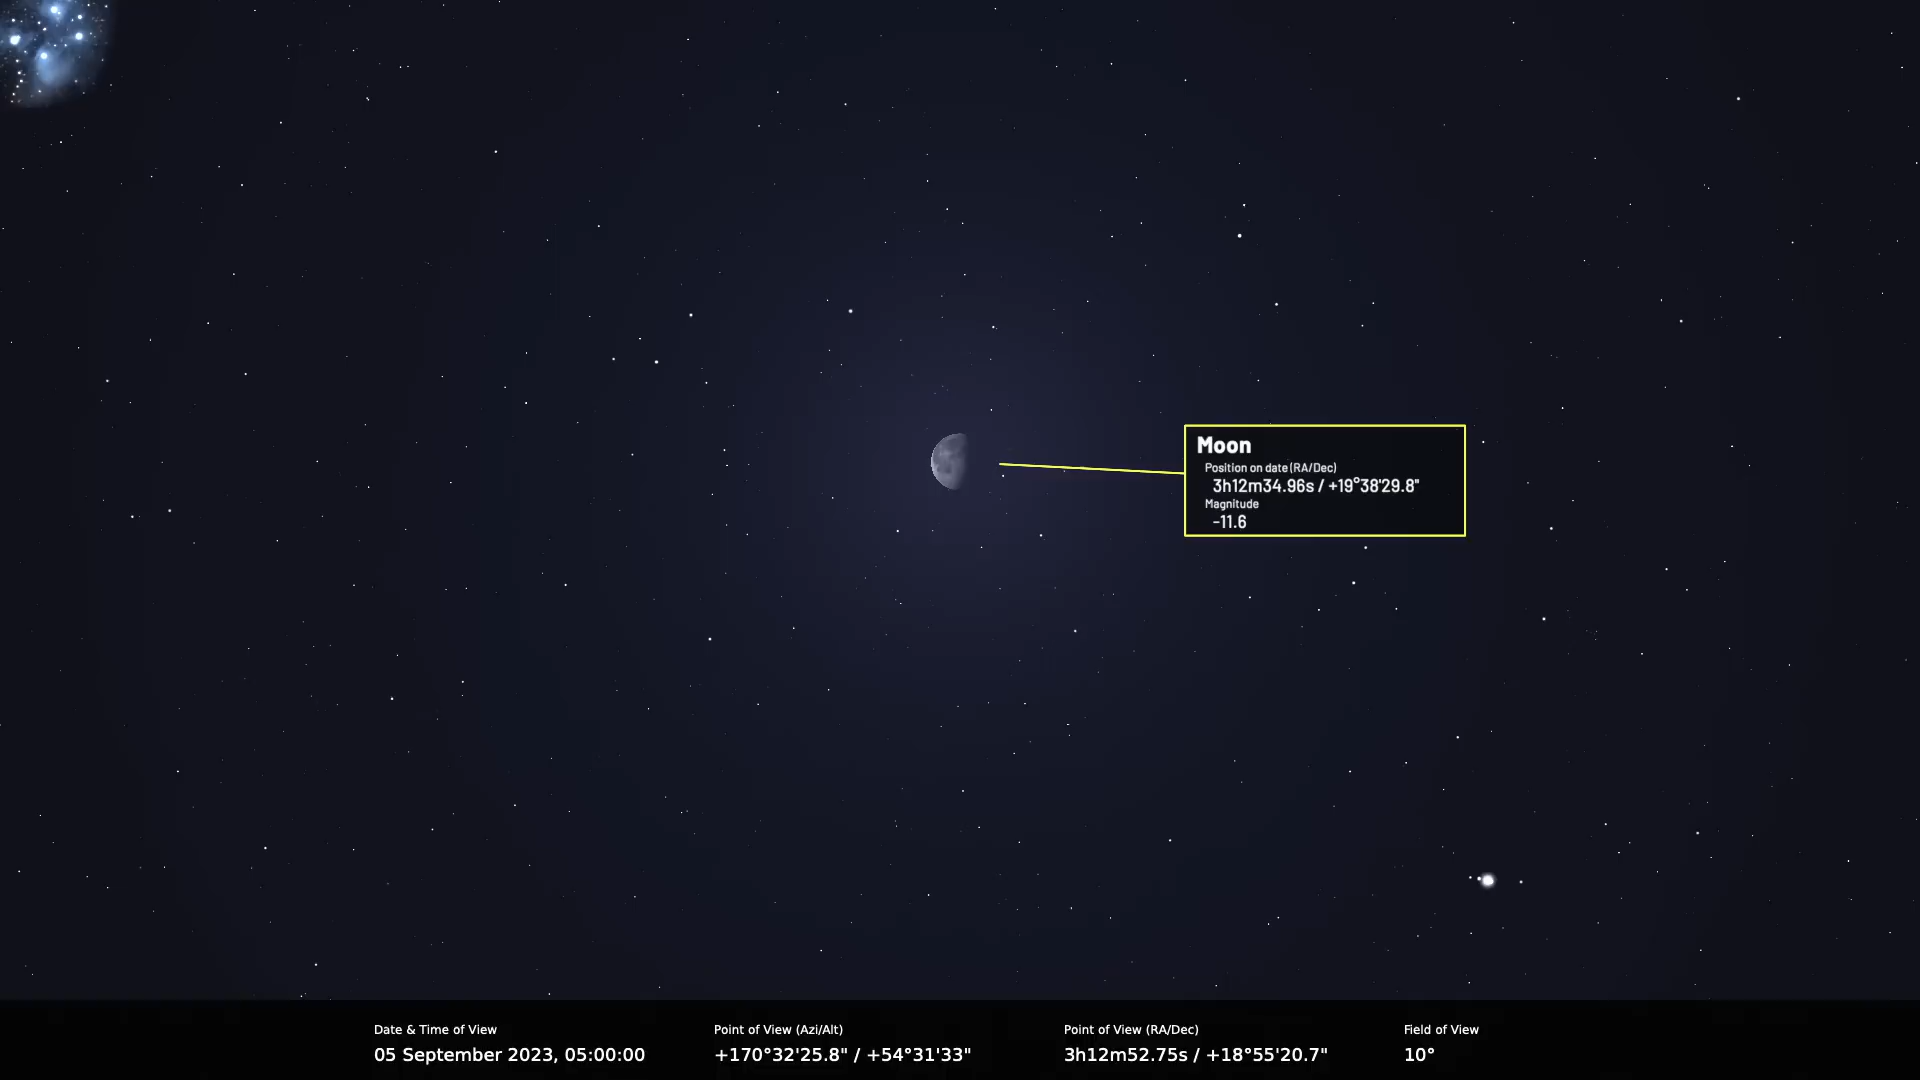 Moon
Position on date (RA/Dec)
3h12m34.96s / +19°38'29.8"
Magnitude
-11.6
Date & Time of View
05 September 2023, 05:00:00
Point of View (Azi/Alt)
+170°32'25.8" / +54°31'33"
Point of View (RA/Dec)
3h12m52.75s / +18°55'20.7"
Field of View
10°